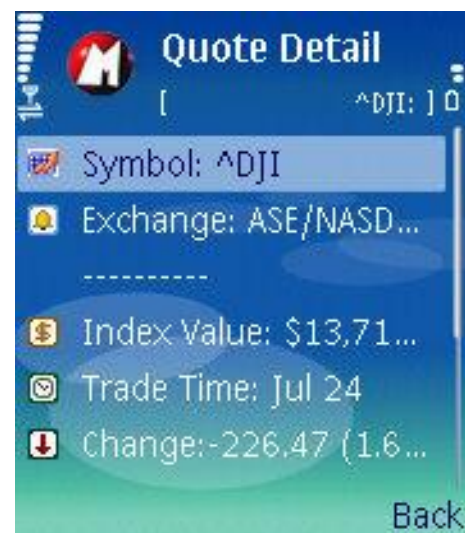 Quote Detail
[ ^DJI: ]
Symbol: ^DJI
Exchange: ASE/NASD...
----------
Index Value: $13,71...
Trade Time: Jul 24
Change:-226.47 (1.6...
Back